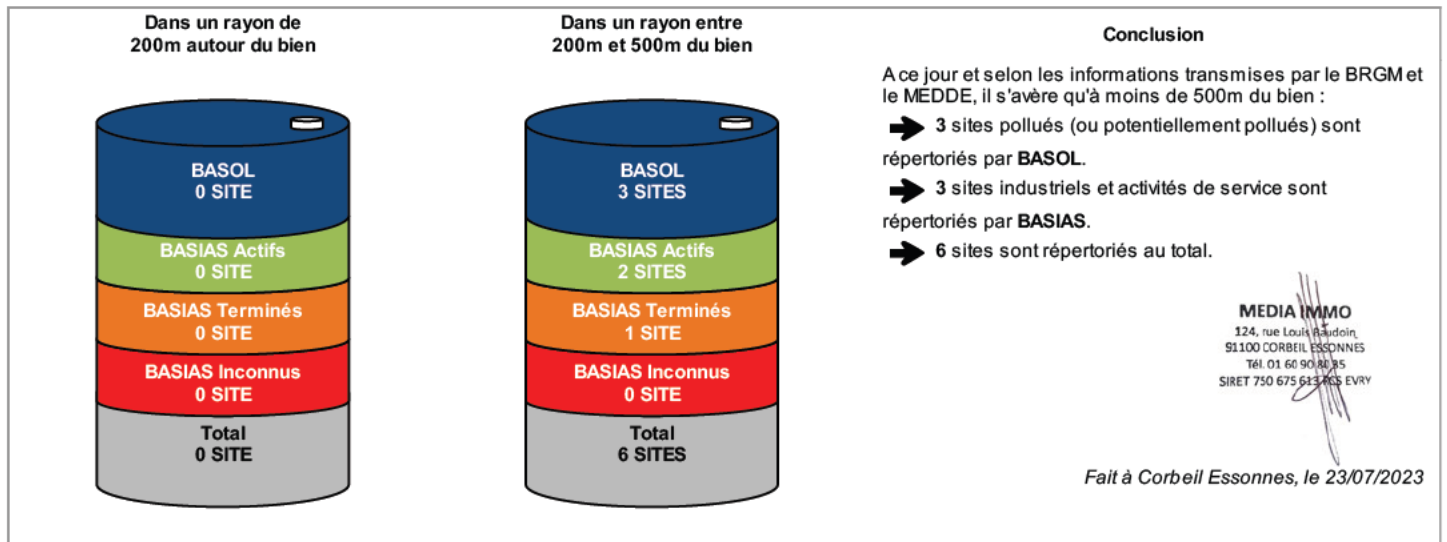 Dans un rayon de
200m autour du bien
BASOL
0 SITE
BASIAS Actifs
0 SITE
BASIAS Terminés
0 SITE
BASIAS Inconnus
0 SITE
Total
0 SITE
Dans un rayon entre
200m et 500m du bien
BASOL
3 SITES
BASIAS Actifs
2 SITES
BASIAS Terminés
1 SITE
BASIAS Inconnus
0 SITE
Total
6 SITES
Conclusion
A ce jour et selon les informations transmises par le BRGM et
le MEDDE, il s'avère qu'à moins de 500m du bien :
3 sites pollués (ou potentiellement pollués) sont
répertoriés par BASOL.
3 sites industriels et activités de service sont
répertoriés par BASIAS.
6 sites sont répertoriés au total.
MEDIA IMMO
124, rue Louis Baudoin
91100 CORBEIL ESSONNES
Tél. 01 60 90 80 85
SIRET 750 675 613 RCS EVRY
Fait à Corbeil Essonnes, le 23/07/2023